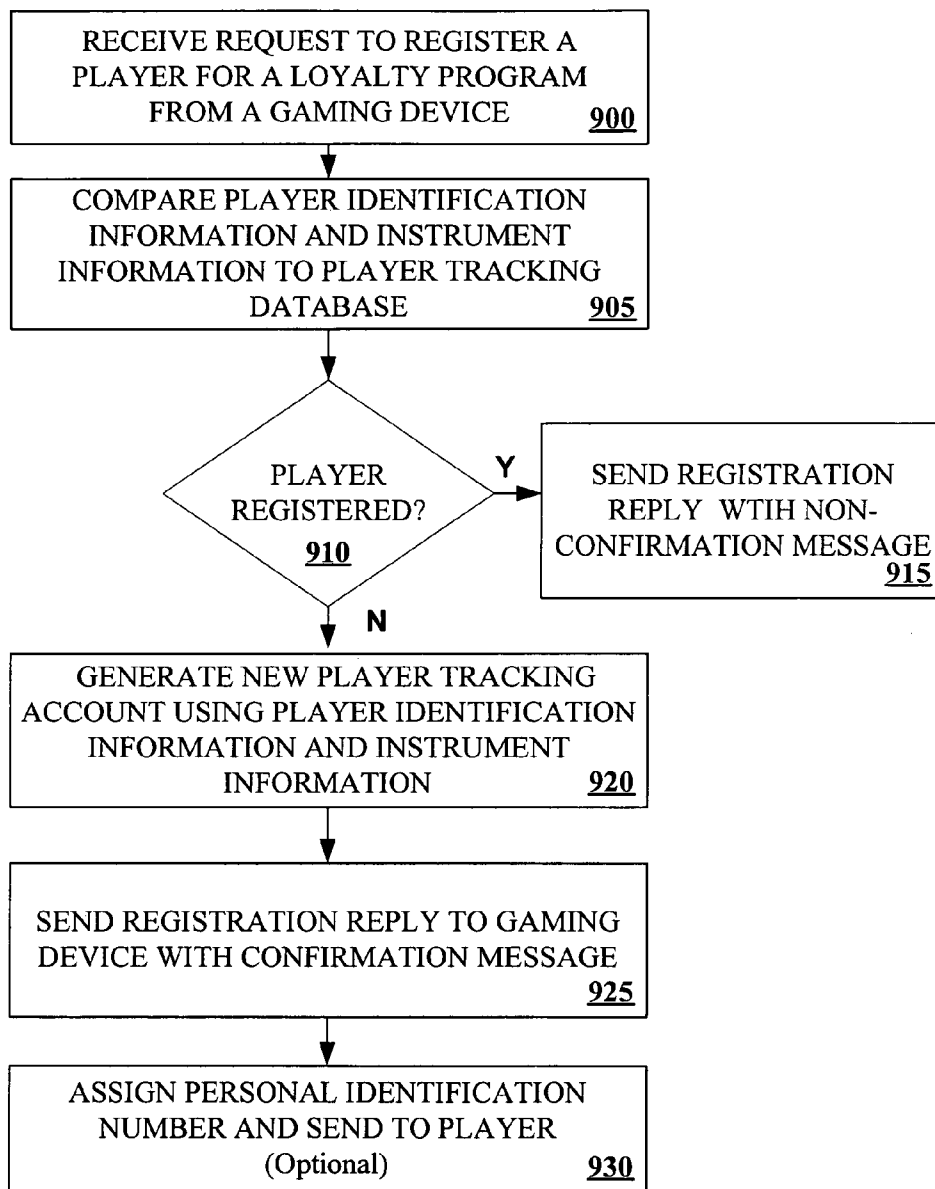 RECEIVE REQUEST TO REGISTER A
PLAYER FOR A LOYALTY PROGRAM
FROM A GAMING DEVICE
900
COMPARE PLAYER IDENTIFICATION
INFORMATION AND INSTRUMENT
INFORMATION TO PLAYER TRACKING
DATABASE
905
PLAYER
REGISTERED?
910
Y
SEND REGISTRATION
REPLY WTIH NON-
CONFIRMATION MESSAGE
915
N
GENERATE NEW PLAYER TRACKING
ACCOUNT USING PLAYER IDENTIFICATION
INFORMATION AND INSTRUMENT
INFORMATION
920
SEND REGISTRATION REPLY TO GAMING
DEVICE WITH CONFIRMATION MESSAGE
925
ASSIGN PERSONAL IDENTIFICATION
NUMBER AND SEND TO PLAYER
(Optional)
930